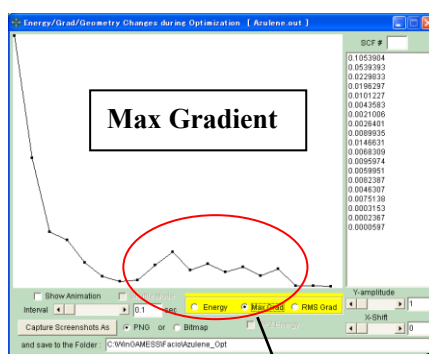 Energy/Grad/Geometry Changes during Optimization [ Azulene.out ]
SCF #
Max Gradient
0.1053904
0.0539393
0.0229833
0.0196297
0.0101227
0.0043583
0.0021006
0.0026401
0.0089935
0.0146631
0.0068309
0.0095974
0.0059951
0.0082387
0.0046307
0.0075138
0.0003153
0.0002367
0.0000597
Show Animation
Interval 0.1 sec
Energy Max Grad RMS Grad
Y-amplitude
1
X-Shift
0
Capture Screenshots As PNG or Bitmap
and save to the Folder : C:\WinGAMESS\Facio\Azulene_Opt